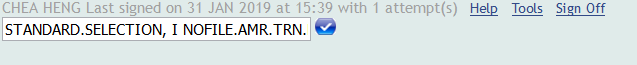 CHEA HENG Last signed on 31 JAN 2019 at 15:39 with 1 attempt(s) Help Tools Sign Off
STANDARD.SELECTION, I NOFILE.AMR.TRN.